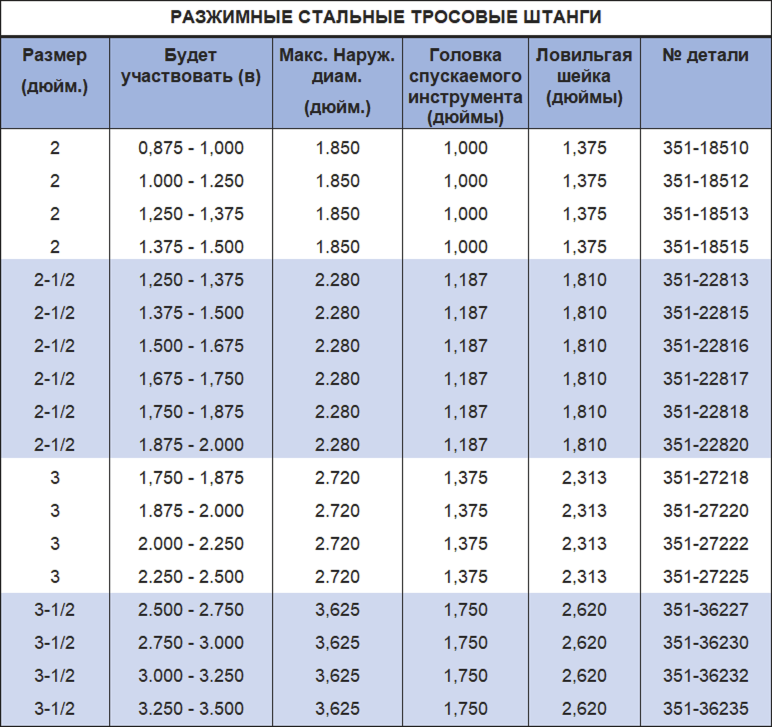 РАЗЖИМНЫЕ СТАЛЬНЫЕ ТРОСОВЫЕ ШТАНГИ
Размер (дюйм.) Будет участвовать (в) Макс. Наруж. диам. (дюйм.) Головка спускаемого инструмента (дюймы) Ловильгая шейка (дюймы) № детали
2 0,875 - 1,000 1.850 1,000 1,375 351-18510
2 1.000 - 1.250 1.850 1,000 1,375 351-18512
2 1,250 - 1,375 1.850 1,000 1,375 351-18513
2 1.375 - 1.500 1.850 1,000 1,375 351-18515
2-1/2 1,250 - 1,375 2.280 1,187 1,810 351-22813
2-1/2 1.375 - 1.500 2.280 1,187 1,810 351-22815
2-1/2 1.500 - 1.675 2.280 1,187 1,810 351-22816
2-1/2 1,675 - 1,750 2.280 1,187 1,810 351-22817
2-1/2 1,750 - 1,875 2.280 1,187 1,810 351-22818
2-1/2 1.875 - 2.000 2.280 1,187 1,810 351-22820
3 1,750 - 1,875 2.720 1,375 2,313 351-27218
3 1.875 - 2.000 2.720 1,375 2,313 351-27220
3 2.000 - 2.250 2.720 1,375 2,313 351-27222
3 2.250 - 2.500 2.720 1,375 2,313 351-27225
3-1/2 2.500 - 2.750 3,625 1,750 2,620 351-36227
3-1/2 2.750 - 3.000 3,625 1,750 2,620 351-36230
3-1/2 3.000 - 3.250 3,625 1,750 2,620 351-36232
3-1/2 3.250 - 3.500 3,625 1,750 2,620 351-36235